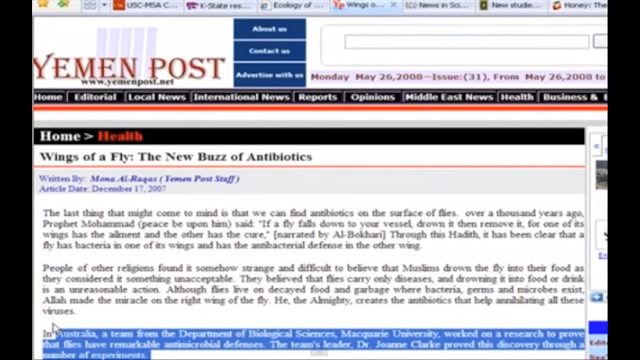 USC-MSA C
K-State res
Ecology of
Wings o
News in Sci
New studie
Honey: The
About us
Contact us
Advertise with us
YEMEN POST
www.yemenpost.net
Monday May 26,2008--Issue:(31), From May 26,2008 to
Home | Editorial | Local News | International News | Reports | Opinions | Middle East News | Health | Business &
Home > Health
Wings of a Fly: The New Buzz of Antibiotics
Written By: Mona Al-Raqas ( Yemen Post Staff )
Article Date: December 17, 2007
The last thing that might come to mind is that we can find antibiotics on the surface of flies. over a thousand years ago,
Prophet Mohammad (peace be upon him) said: "If a fly falls down to your vessel, drown it then remove it, for one of its
wings has the ailment and the other has the cure," [narrated by Al-Bokhari] Through this Hadith, it has been clear that a
fly has bacteria in one of its wings and has the antibacterial defense in the other wing.
People of other religions found it somehow strange and difficult to believe that Muslims drown the fly into their food as
they considered it something unacceptable. They believed that flies carry only diseases, and drowning it into food or drink
is an unreasonable action. Although flies live on decayed food and garbage where bacteria, germs and microbes exist,
Allah made the miracle on the right wing of the fly. He, the Almighty, creates the antibiotics that help annihilating all these
viruses.
In Australia, a team from the Department of Biological Sciences, Macquarie University, worked on a research to prove
that flies have remarkable antimicrobial defenses. The team's leader, Dr. Joanne Clarke proved this discovery through a
number of experiments.
Edito